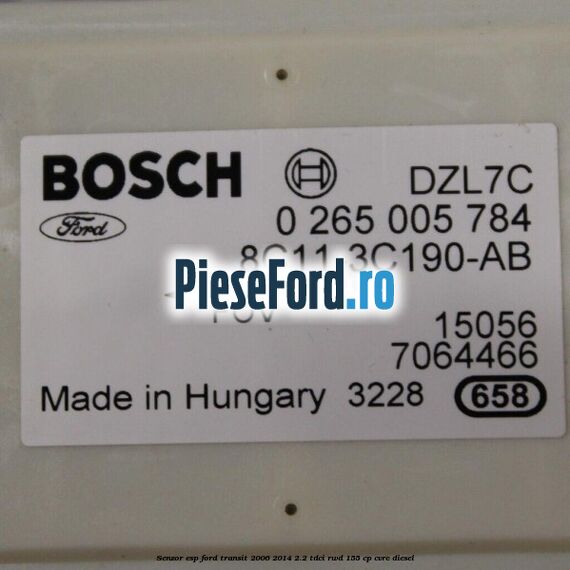 BOSCH DZL7C
Ford 0 265 005 784
8C11 3C190-AB
PieseFord.ro
15056
7064466
Made in Hungary 3228 658
Senzor esp ford transit 2006 2014 2.2 tdci rwd 155 cp cvre diesel